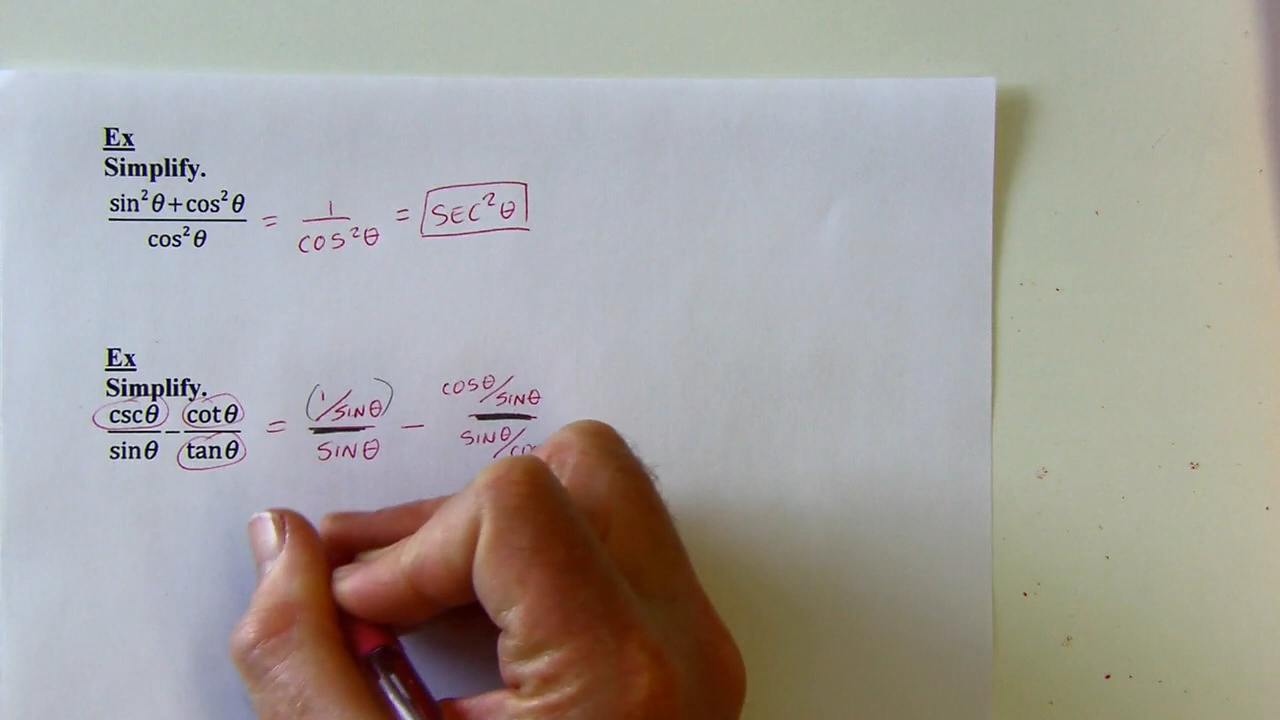 Ex
Simplify.
sin²θ+cos²θ / cos²θ = 1 / COS²θ = SEC²θ
Ex
Simplify.
cscθ / sinθ − cotθ / tanθ = (1/SINθ) / SINθ − COSθ/SINθ / SINθ/